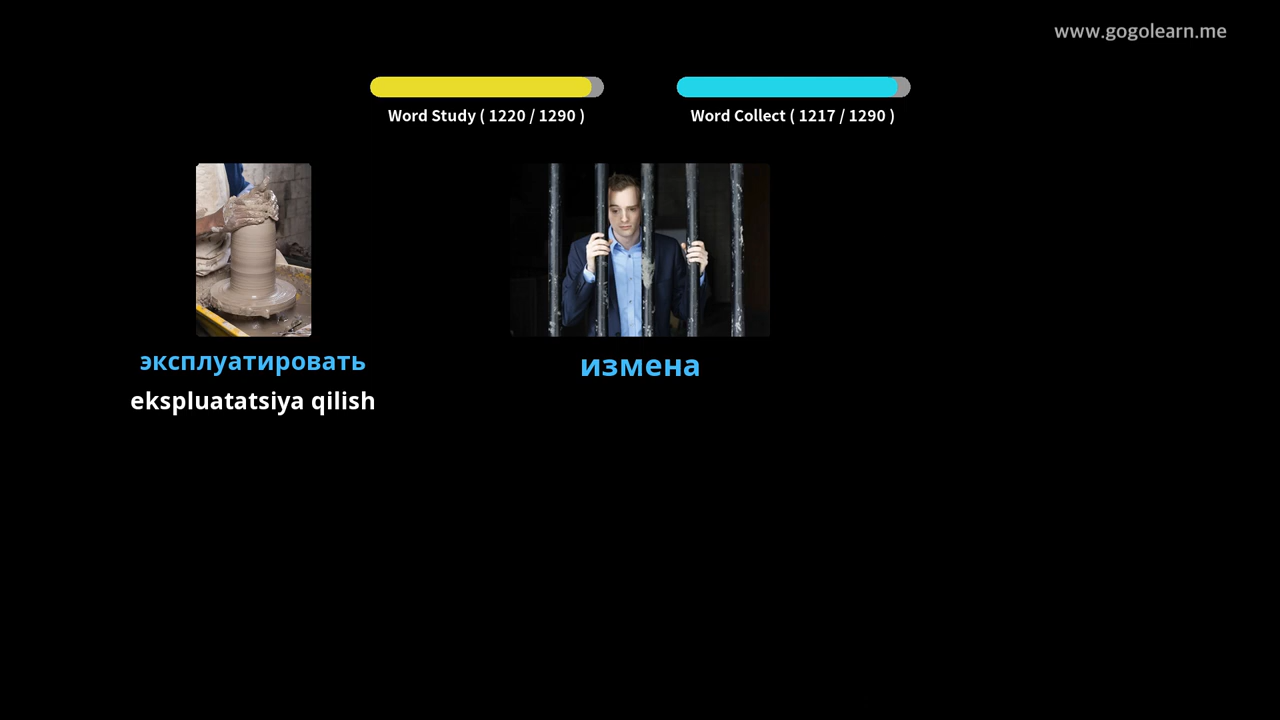 www.gogolearn.me
Word Study ( 1220 / 1290 )
Word Collect ( 1217 / 1290 )
эксплуатировать
измена
ekspluatatsiya qilish